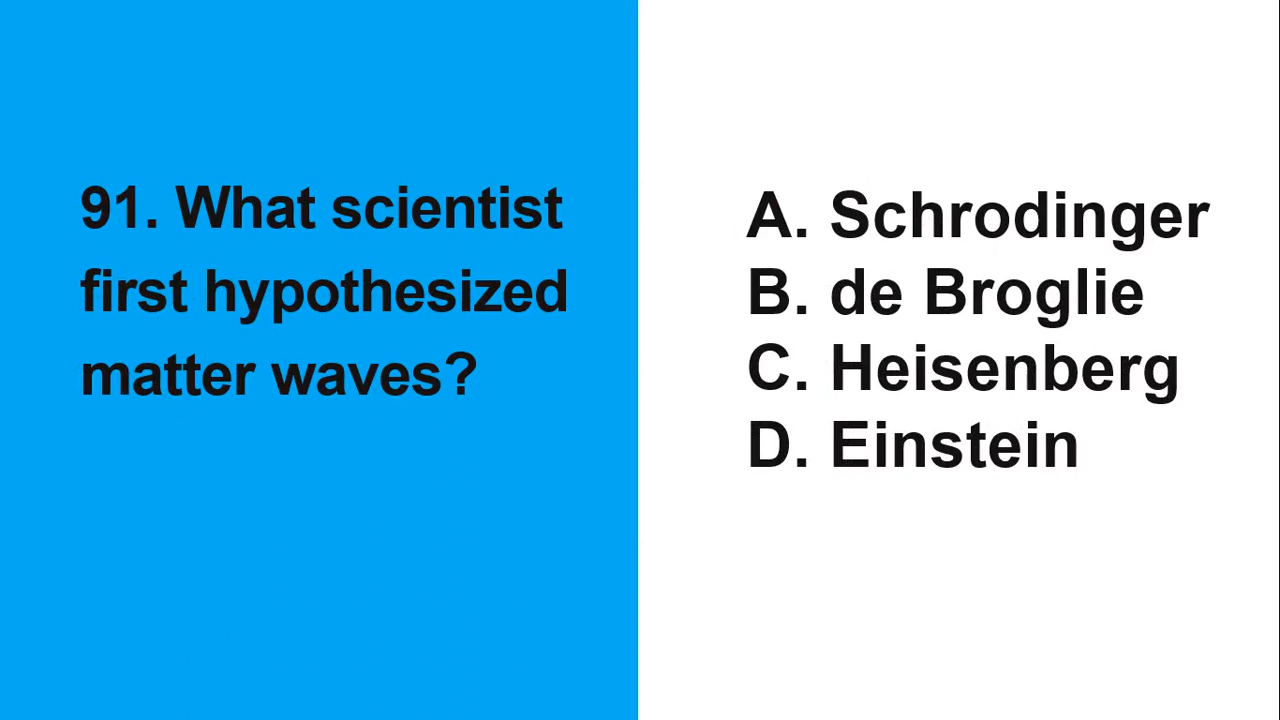 91. What scientist
first hypothesized
matter waves?
A. Schrodinger
B. de Broglie
C. Heisenberg
D. Einstein